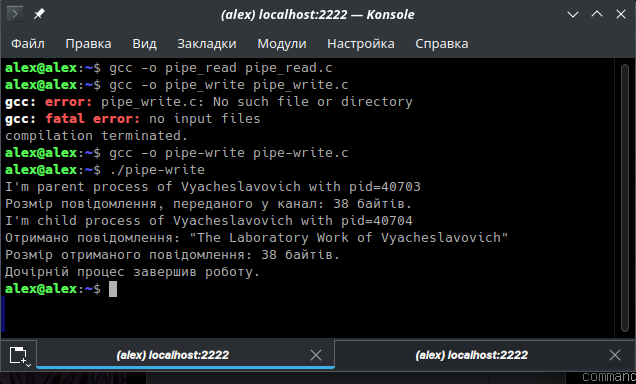 (alex) localhost:2222 — Konsole
Файл Правка Вид Закладки Модули Настройка Справка
alex@alex:~$ gcc -o pipe_read pipe_read.c
alex@alex:~$ gcc -o pipe_write pipe_write.c
gcc: error: pipe_write.c: No such file or directory
gcc: fatal error: no input files
compilation terminated.
alex@alex:~$ gcc -o pipe-write pipe-write.c
alex@alex:~$ ./pipe-write
I'm parent process of Vyacheslavovich with pid=40703
Розмір повідомлення, переданого у канал: 38 байтів.
I'm child process of Vyacheslavovich with pid=40704
Отримано повідомлення: "The Laboratory Work of Vyacheslavovich"
Розмір отриманого повідомлення: 38 байтів.
Дочірній процес завершив роботу.
alex@alex:~$
(alex) localhost:2222 (alex) localhost:2222